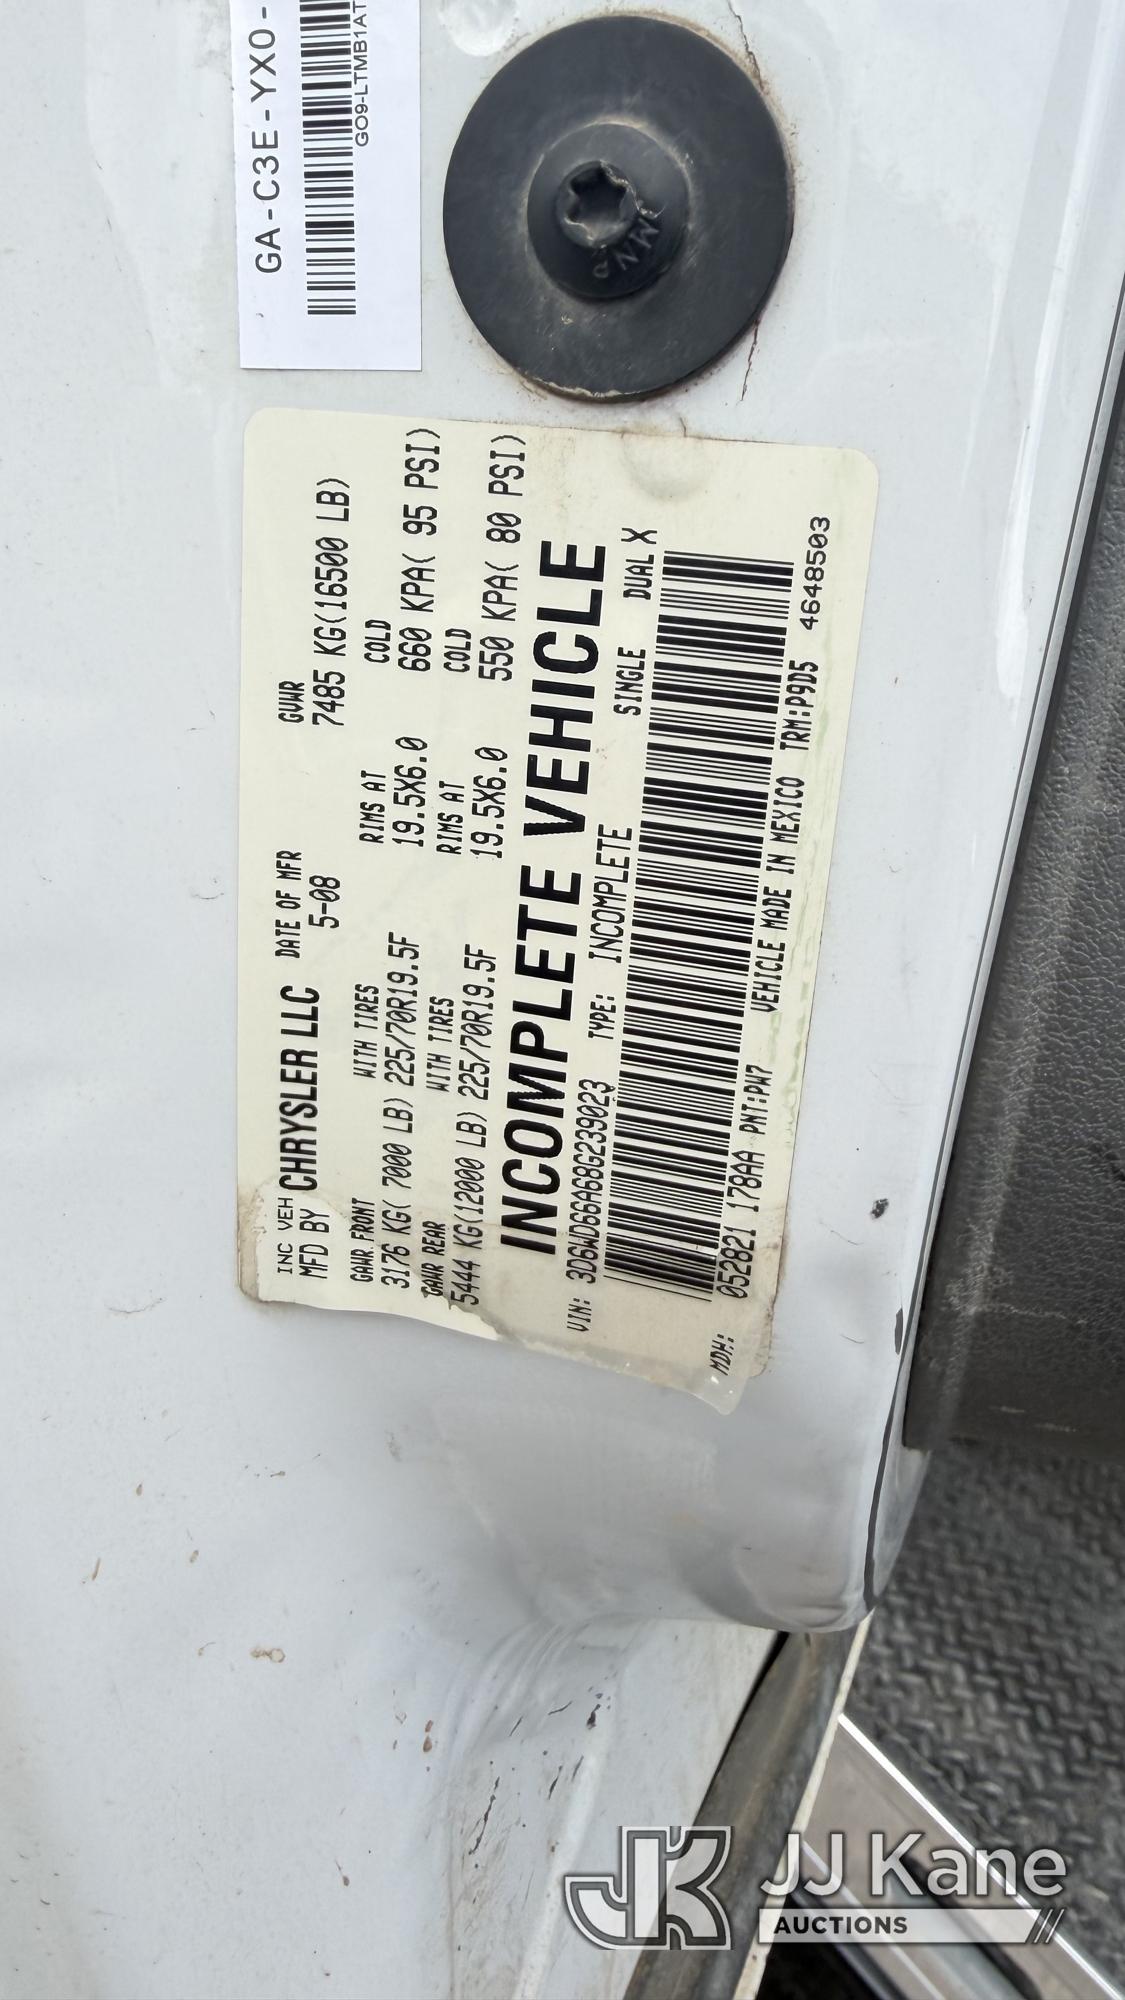 GA-C3E-YX0-
GO9-LTMB1AT
INC VEH
MFD BY CHRYSLER LLC DATE OF MFR 5-08 GVWR 7485 KG(16500 LB)
GAWR FRONT WITH TIRES RIMS AT COLD
3176 KG( 7000 LB) 225/70R19.5F 19.5X6.0 660 KPA( 95 PSI)
GAWR REAR WITH TIRES RIMS AT COLD
5444 KG(12000 LB) 225/70R19.5F 19.5X6.0 550 KPA( 80 PSI)
INCOMPLETE VEHICLE
VIN: 3D6WD66A68G239023 TYPE: INCOMPLETE SINGLE DUAL X
MDH: 052821 178AA PNT:PW7 VEHICLE MADE IN MEXICO TRM:P9D5 4648503
JJ Kane
AUCTIONS